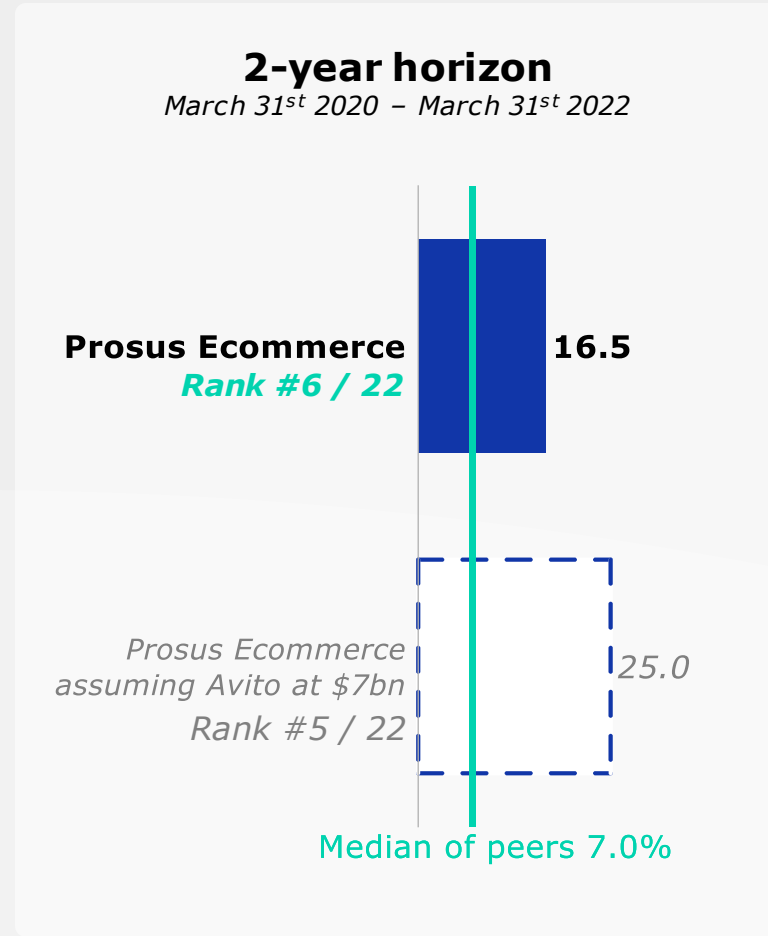 2-year horizon
March 31st 2020 – March 31st 2022
Prosus Ecommerce
Rank #6 / 22
16.5
Prosus Ecommerce
assuming Avito at $7bn
Rank #5 / 22
25.0
Median of peers 7.0%